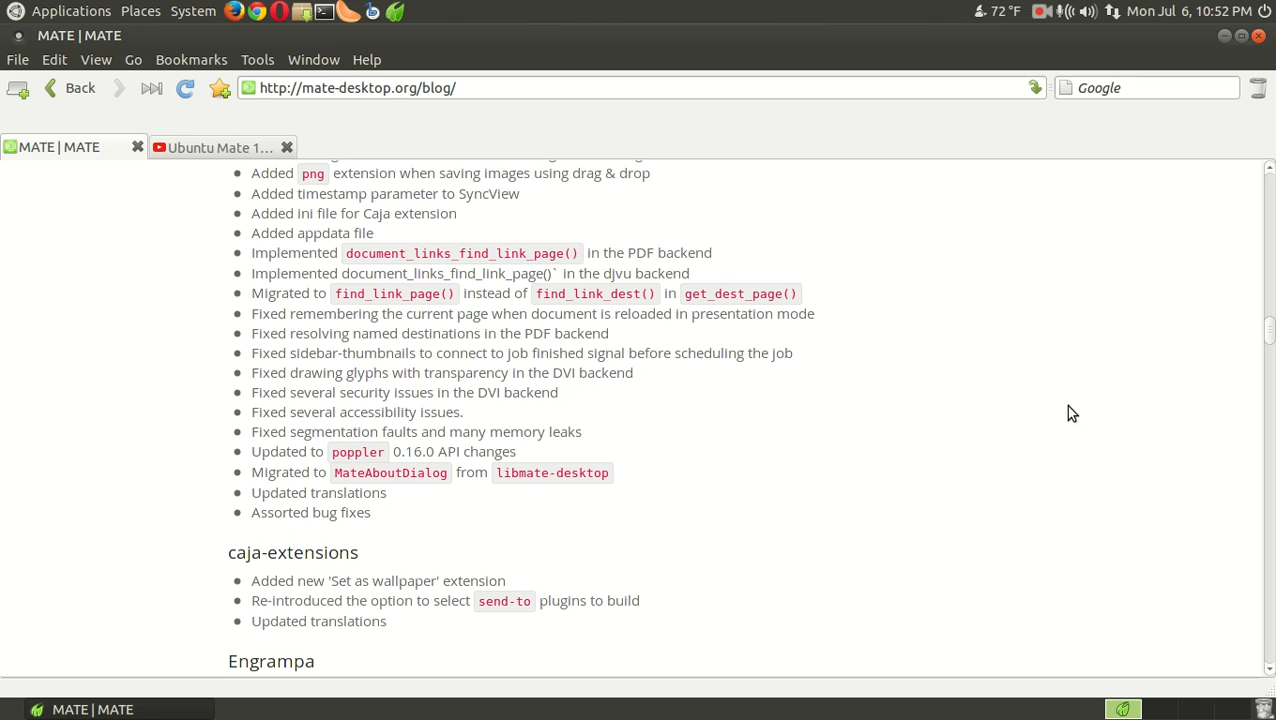 Applications Places System
72 °F
Mon Jul 6, 10:52 PM
MATE | MATE
File Edit View Go Bookmarks Tools Window Help
Back
http://mate-desktop.org/blog/
Google
MATE | MATE
Ubuntu Mate 1...
Added png extension when saving images using drag & drop
Added timestamp parameter to SyncView
Added ini file for Caja extension
Added appdata file
Implemented document_links_find_link_page() in the PDF backend
Implemented document_links_find_link_page()` in the djvu backend
Migrated to find_link_page() instead of find_link_dest() in get_dest_page()
Fixed remembering the current page when document is reloaded in presentation mode
Fixed resolving named destinations in the PDF backend
Fixed sidebar-thumbnails to connect to job finished signal before scheduling the job
Fixed drawing glyphs with transparency in the DVI backend
Fixed several security issues in the DVI backend
Fixed several accessibility issues.
Fixed segmentation faults and many memory leaks
Updated to poppler 0.16.0 API changes
Migrated to MateAboutDialog from libmate-desktop
Updated translations
Assorted bug fixes
caja-extensions
Added new 'Set as wallpaper' extension
Re-introduced the option to select send-to plugins to build
Updated translations
Engrampa
MATE | MATE